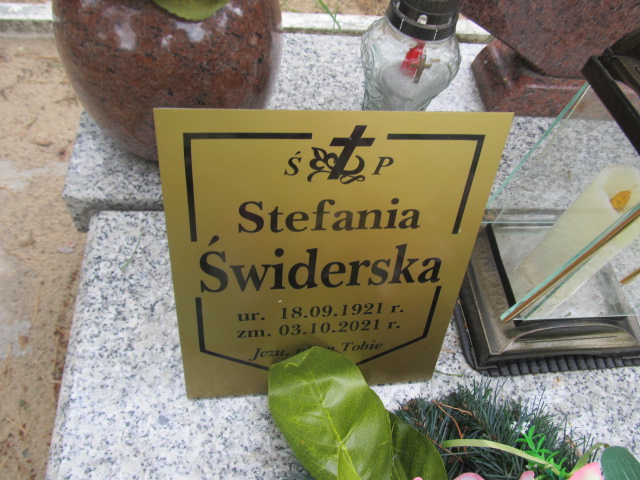 Ś P
Stefania
Świderska
ur. 18.09.1921 r.
zm. 03.10.2021 r.
Jezu, Tobie